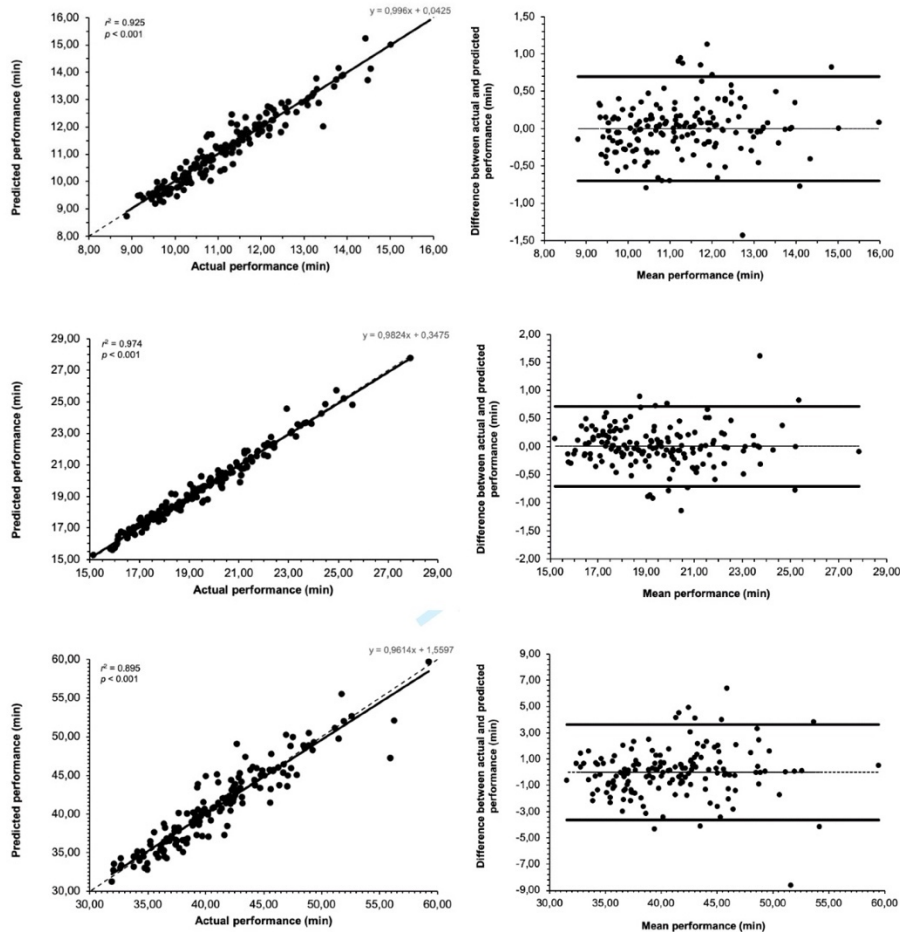 y = 0,996x + 0,0425
r² = 0.925
p < 0.001
Predicted performance (min)
16,00
15,00
14,00
13,00
12,00
11,00
10,00
9,00
8,00
8,00 9,00 10,00 11,00 12,00 13,00 14,00 15,00 16,00
Actual performance (min)
Difference between actual and predicted
performance (min)
1,50
1,00
0,50
0,00
-0,50
-1,00
-1,50
8,00 9,00 10,00 11,00 12,00 13,00 14,00 15,00 16,00
Mean performance (min)
y = 0,9824x + 0,3475
r² = 0.974
p < 0.001
Predicted performance (min)
29,00
27,00
25,00
23,00
21,00
19,00
17,00
15,00
15,00 17,00 19,00 21,00 23,00 25,00 27,00 29,00
Actual performance (min)
Difference between actual and predicted
performance (min)
2,00
1,50
1,00
0,50
0,00
-0,50
-1,00
-1,50
-2,00
15,00 17,00 19,00 21,00 23,00 25,00 27,00 29,00
Mean performance (min)
y = 0,9614x + 1,5597
r² = 0.895
p < 0.001
Predicted performance (min)
60,00
55,00
50,00
45,00
40,00
35,00
30,00
30,00 35,00 40,00 45,00 50,00 55,00 60,00
Actual performance (min)
Difference between actual and predicted
performance (min)
9,00
7,00
5,00
3,00
1,00
-1,00
-3,00
-5,00
-7,00
-9,00
30,00 35,00 40,00 45,00 50,00 55,00 60,00
Mean performance (min)